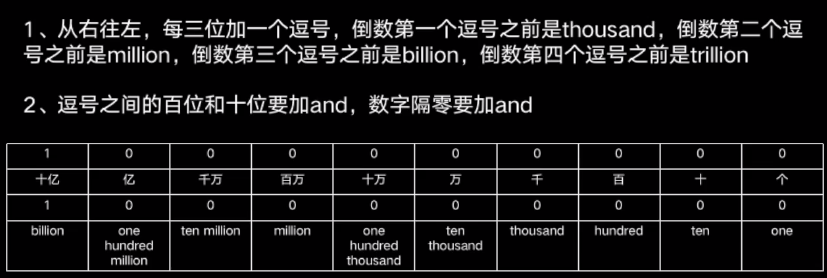 1、从右往左，每三位加一个逗号，倒数第一个逗号之前是thousand，倒数第二个逗
号之前是million，倒数第三个逗号之前是billion，倒数第四个逗号之前是trillion
2、逗号之间的百位和十位要加and，数字隔零要加and
1 0 0 0 0 0 0 0 0 0
十亿 亿 千万 百万 十万 万 千 百 十 个
1 0 0 0 0 0 0 0 0 0
billion one hundred million ten million million one hundred thousand ten thousand thousand hundred ten one